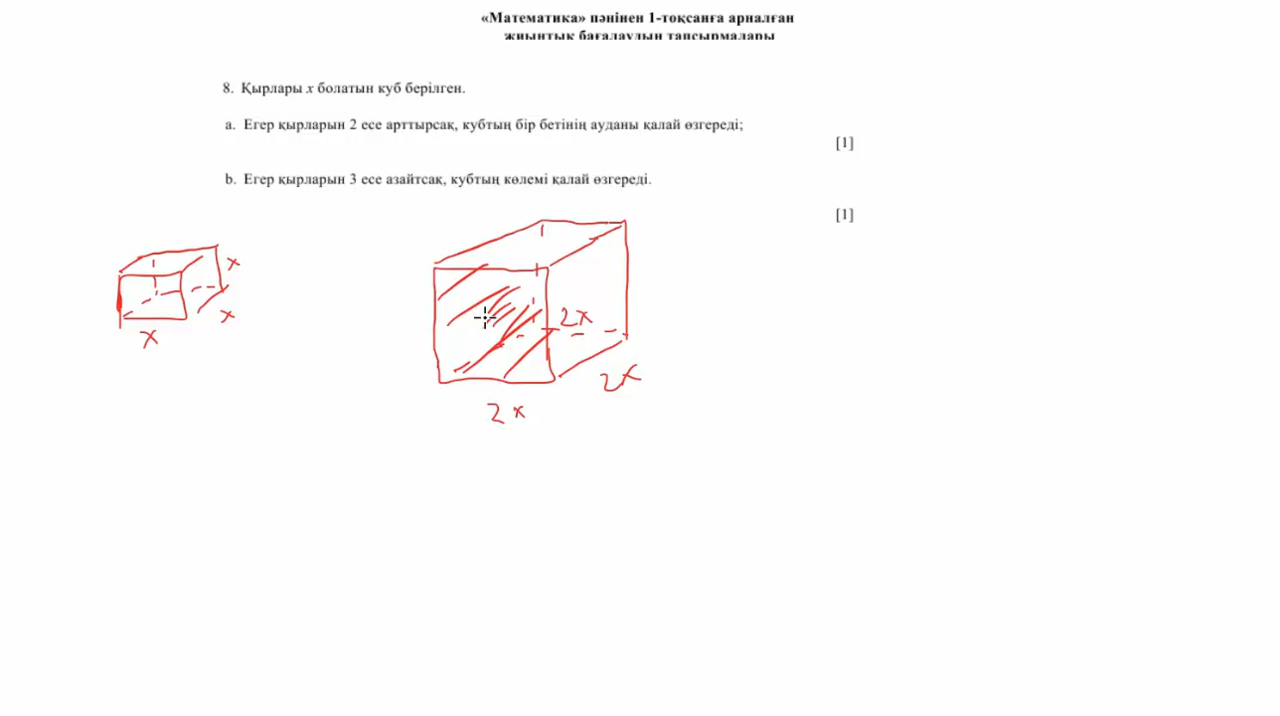 «Математика» пәнінен 1-тоқсанға арналған
жиынтық бағалаудың тапсырмалары
8. Қырлары x болатын куб берілген.
a. Егер қырларын 2 есе арттырсақ, кубтың бір бетінің ауданы қалай өзгереді;
[1]
b. Егер қырларын 3 есе азайтсақ, кубтың көлемі қалай өзгереді.
[1]
x
x
x
2x
2x
2x